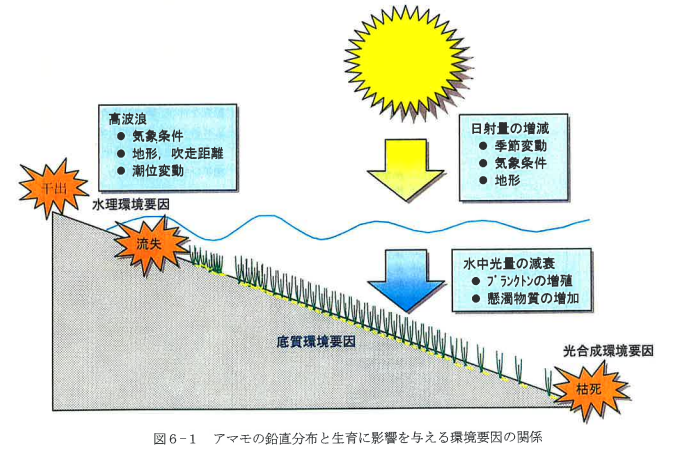 高波浪
● 気象条件
● 地形，吹走距離
● 潮位変動
日射量の増減
● 季節変動
● 気象条件
● 地形
干出
水理環境要因
流失
水中光量の減衰
● プランクトンの増殖
● 懸濁物質の増加
底質環境要因
光合成環境要因
枯死
図６－１　アマモの鉛直分布と生育に影響を与える環境要因の関係